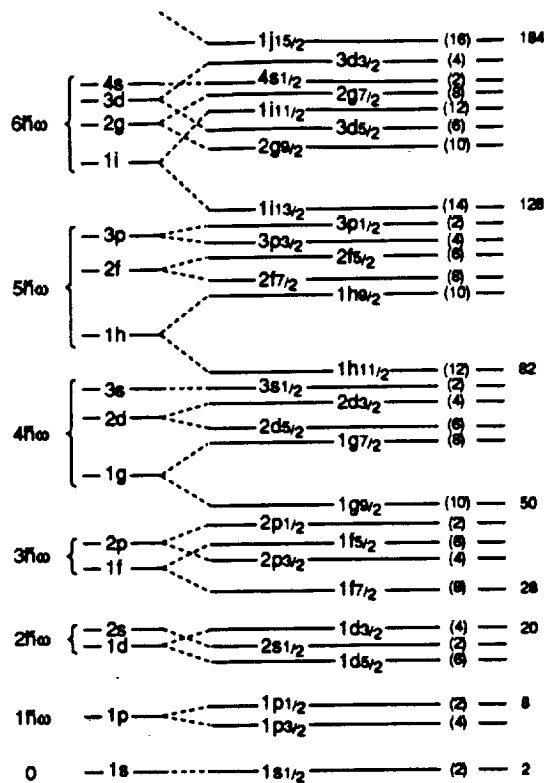 1j15/2 (16) 184
3d3/2 (4)
4s 4s1/2 (2)
3d 2g7/2 (8)
6ħω 1i11/2 (12)
2g 3d5/2 (6)
2g9/2 (10)
1i
1i13/2 (14) 126
3p 3p1/2 (2)
3p3/2 (4)
2f 2f5/2 (6)
5ħω 2f7/2 (8)
1h9/2 (10)
1h
1h11/2 (12) 82
3s 3s1/2 (2)
2d 2d3/2 (4)
4ħω 2d5/2 (6)
1g7/2 (8)
1g
1g9/2 (10) 50
2p 2p1/2 (2)
3ħω 1f5/2 (6)
1f 2p3/2 (4)
1f7/2 (8) 28
2s 1d3/2 (4) 20
2ħω 1d 2s1/2 (2)
1d5/2 (6)
1p1/2 (2) 8
1ħω 1p 1p3/2 (4)
0 1s 1s1/2 (2) 2